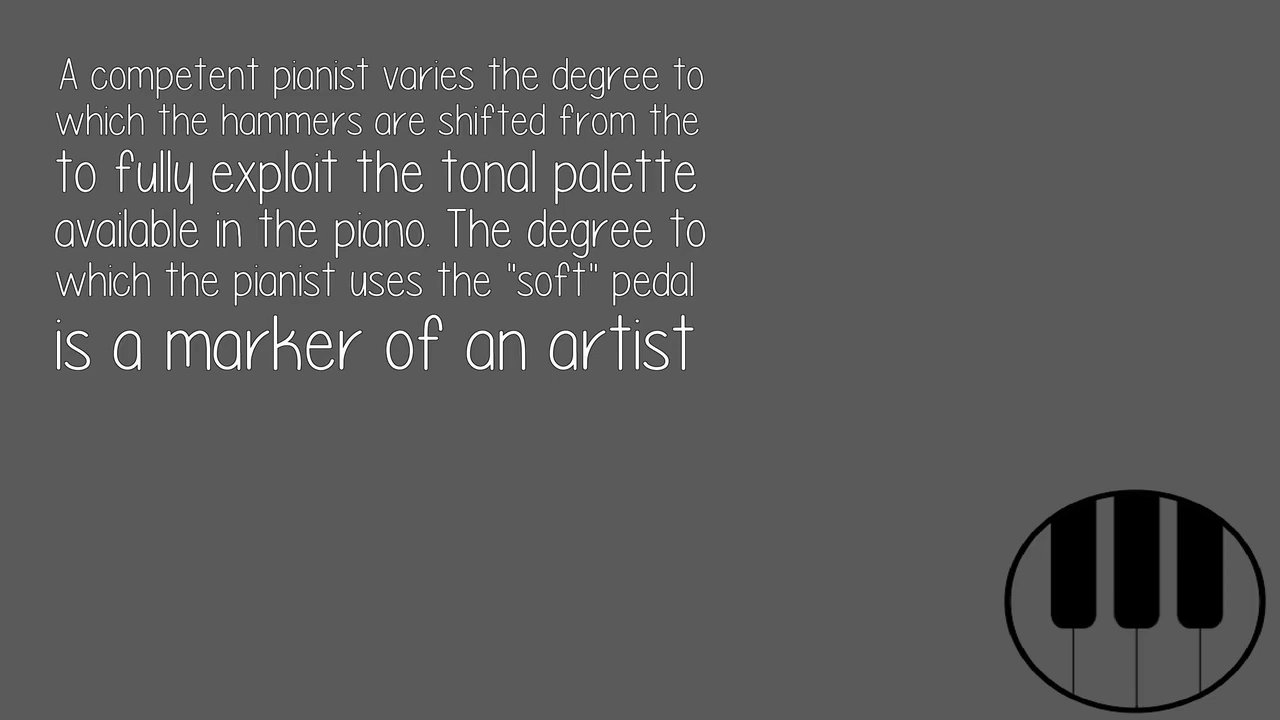 A competent pianist varies the degree to
which the hammers are shifted from the
to fully exploit the tonal palette
available in the piano. The degree to
which the pianist uses the "soft" pedal
is a marker of an artist